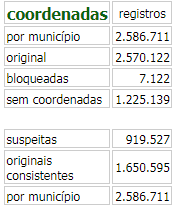 coordenadas registros
por município 2.586.711
original 2.570.122
bloqueadas 7.122
sem coordenadas 1.225.139
suspeitas 919.527
originais
consistentes 1.650.595
por município 2.586.711